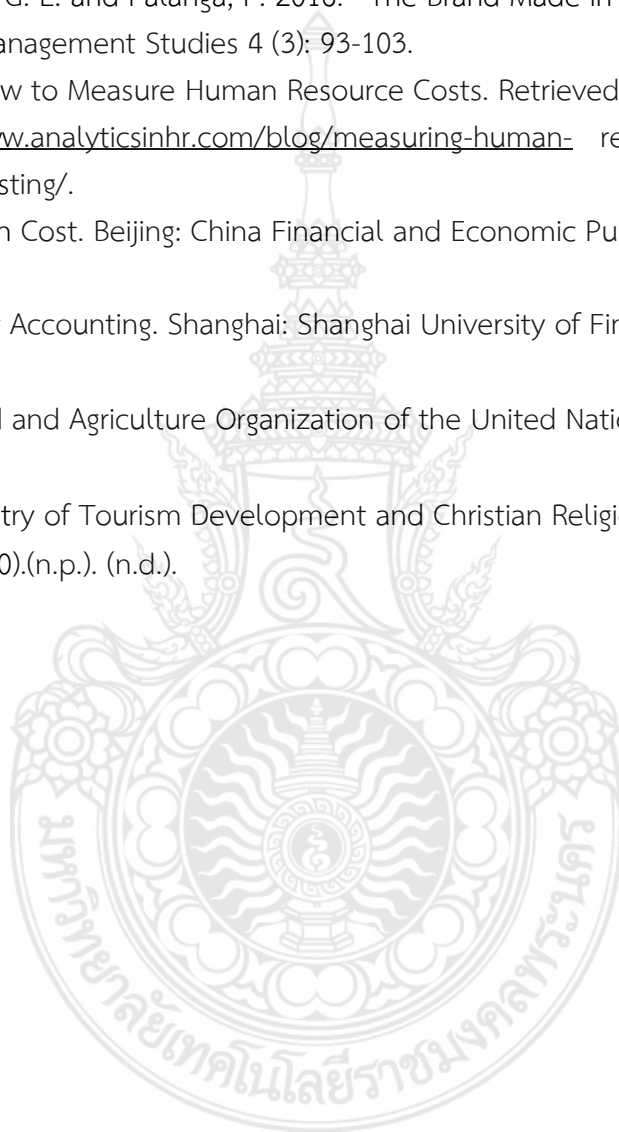 G. E. and Palanga, P. 2016. "The Brand Made in
anagement Studies 4 (3): 93-103.
w to Measure Human Resource Costs. Retrieved
w.analyticsinhr.com/blog/measuring-human- re
sting/.
n Cost. Beijing: China Financial and Economic Pu
Accounting. Shanghai: Shanghai University of Fin
and Agriculture Organization of the United Natio
try of Tourism Development and Christian Religio
0).(n.p.). (n.d.).
มหาวิทยาลัยเทคโนโลยีราชมงคลพระนคร